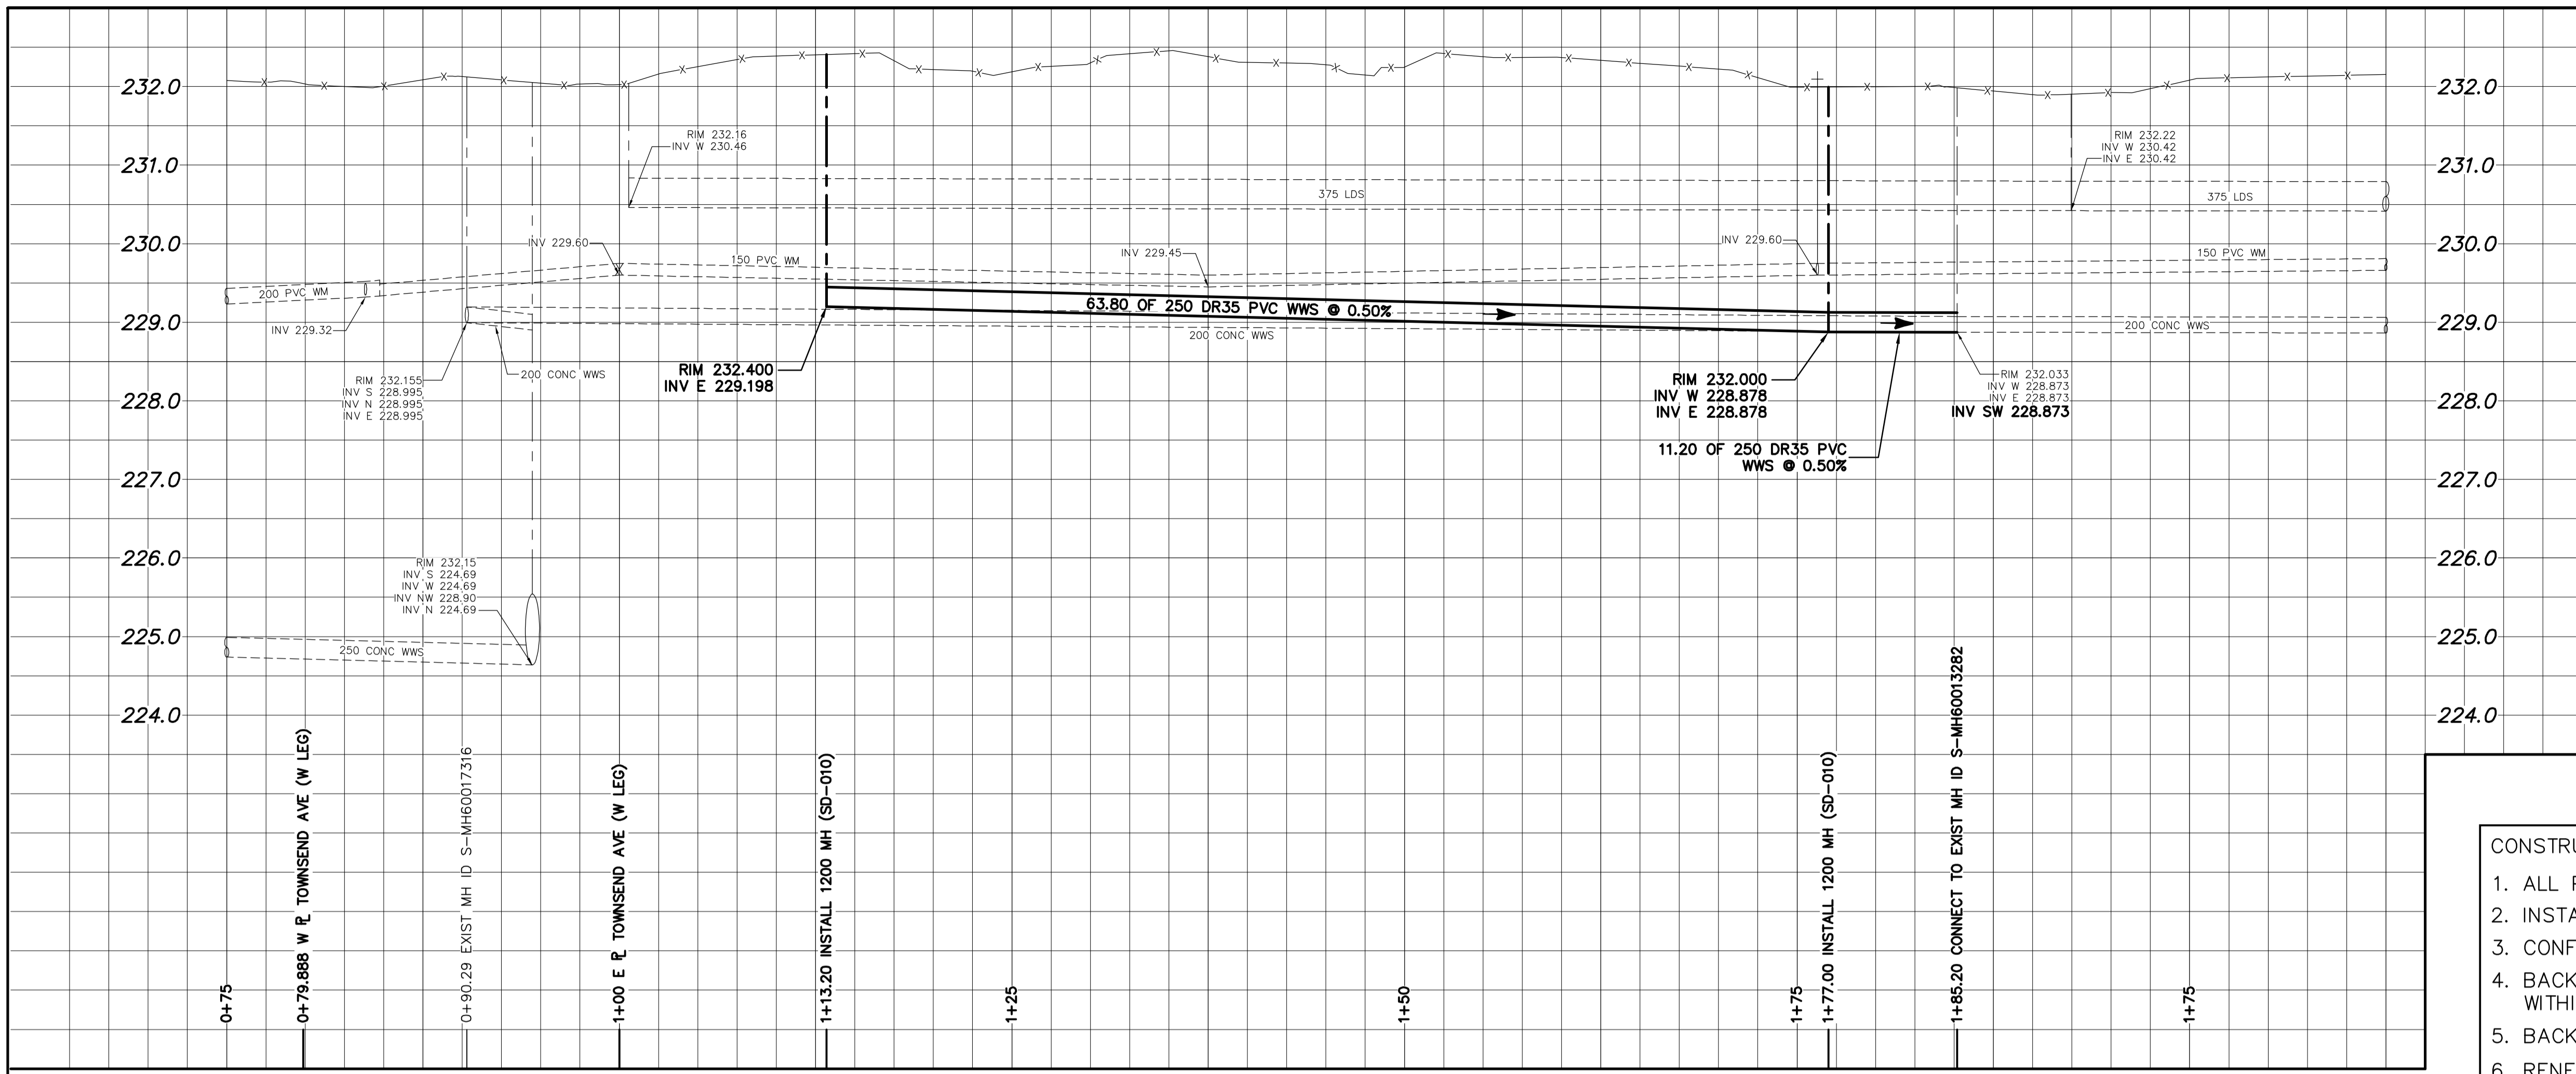 232.0
231.0
230.0
229.0
228.0
227.0
226.0
225.0
224.0
RIM 232.16
INV W 230.46
375 LDS
RIM 232.22
INV W 230.42
INV E 230.42
375 LDS
INV 229.60
150 PVC WM
INV 229.45
INV 229.60
150 PVC WM
200 PVC WM
INV 229.32
63.80 OF 250 DR35 PVC WWS @ 0.50%
200 CONC WWS
200 CONC WWS
200 CONC WWS
RIM 232.155
INV S 228.995
INV N 228.995
INV E 228.995
RIM 232.400
INV E 229.198
RIM 232.000
INV W 228.878
INV E 228.878
RIM 232.033
INV W 228.873
INV E 228.873
INV SW 228.873
11.20 OF 250 DR35 PVC
WWS @ 0.50%
RIM 232.15
INV S 224.69
INV W 224.69
INV NW 228.90
INV N 224.69
250 CONC WWS
232.0
231.0
230.0
229.0
228.0
227.0
226.0
225.0
224.0
0+75
0+79.888 W PL TOWNSEND AVE (W LEG)
0+90.29 EXIST MH ID S-MH60017316
1+00 E PL TOWNSEND AVE (W LEG)
1+13.20 INSTALL 1200 MH (SD-010)
1+25
1+50
1+75
1+77.00 INSTALL 1200 MH (SD-010)
1+85.20 CONNECT TO EXIST MH ID S-MH60013282
1+75
CONSTRU
1. ALL
2. INSTA
3. CONF
4. BACK
WITHI
5. BACK
6. RENE